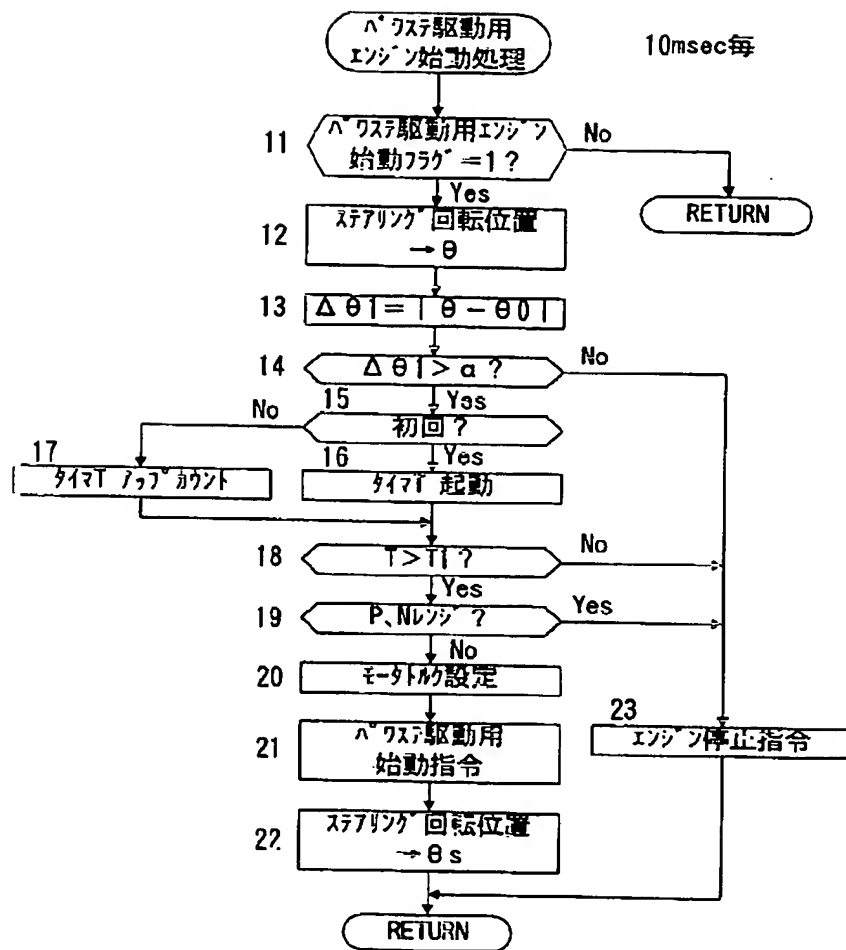 パワステ駆動用
エンジン始動処理
10msec毎
11
パワステ駆動用エンジン
始動フラグ=1?
No
Yes
RETURN
12
ステアリング回転位置
→θ
13
Δθ1=|θ-θ0|
14
Δθ1>α?
No
Yes
15
初回?
No
Yes
17
タイマT アップカウント
16
タイマT 起動
18
T>T1?
No
Yes
19
P、Nレンジ?
Yes
No
20
モータトルク設定
21
パワステ駆動用
始動指令
23
エンジン停止指令
22
ステアリング回転位置
→θs
RETURN